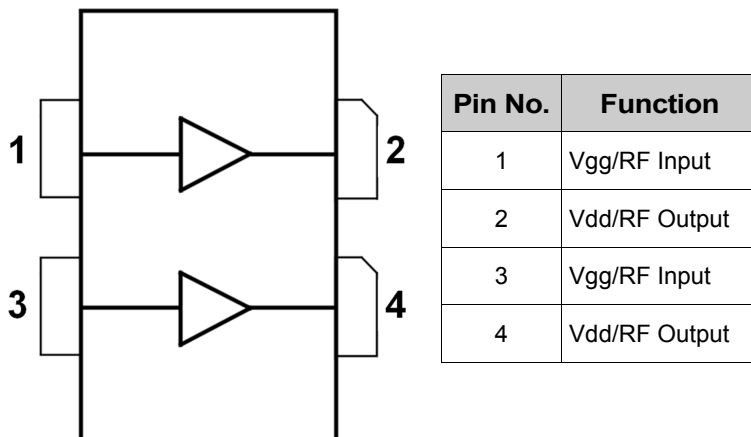 1
2
3
4
Pin No. Function
1 Vgg/RF Input
2 Vdd/RF Output
3 Vgg/RF Input
4 Vdd/RF Output